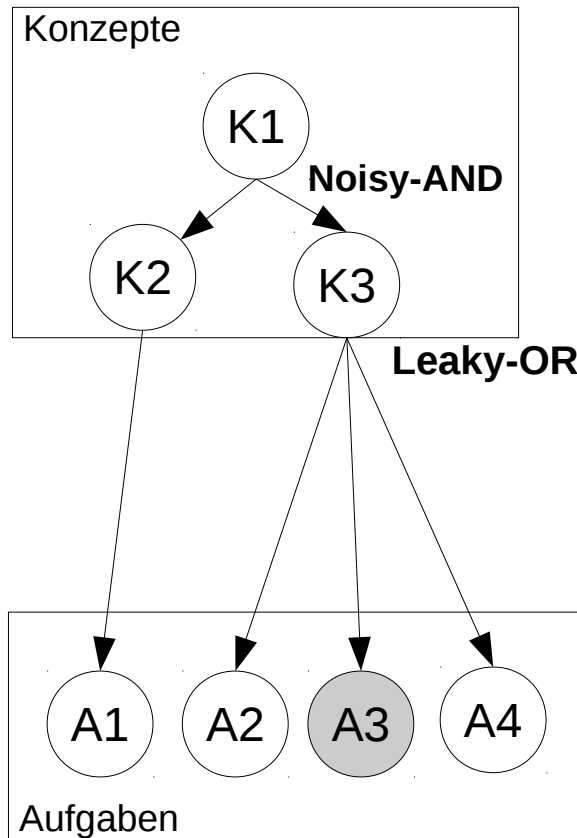 Konzepte
K1
Noisy-AND
K2
K3
Leaky-OR
A1
A2
A3
A4
Aufgaben